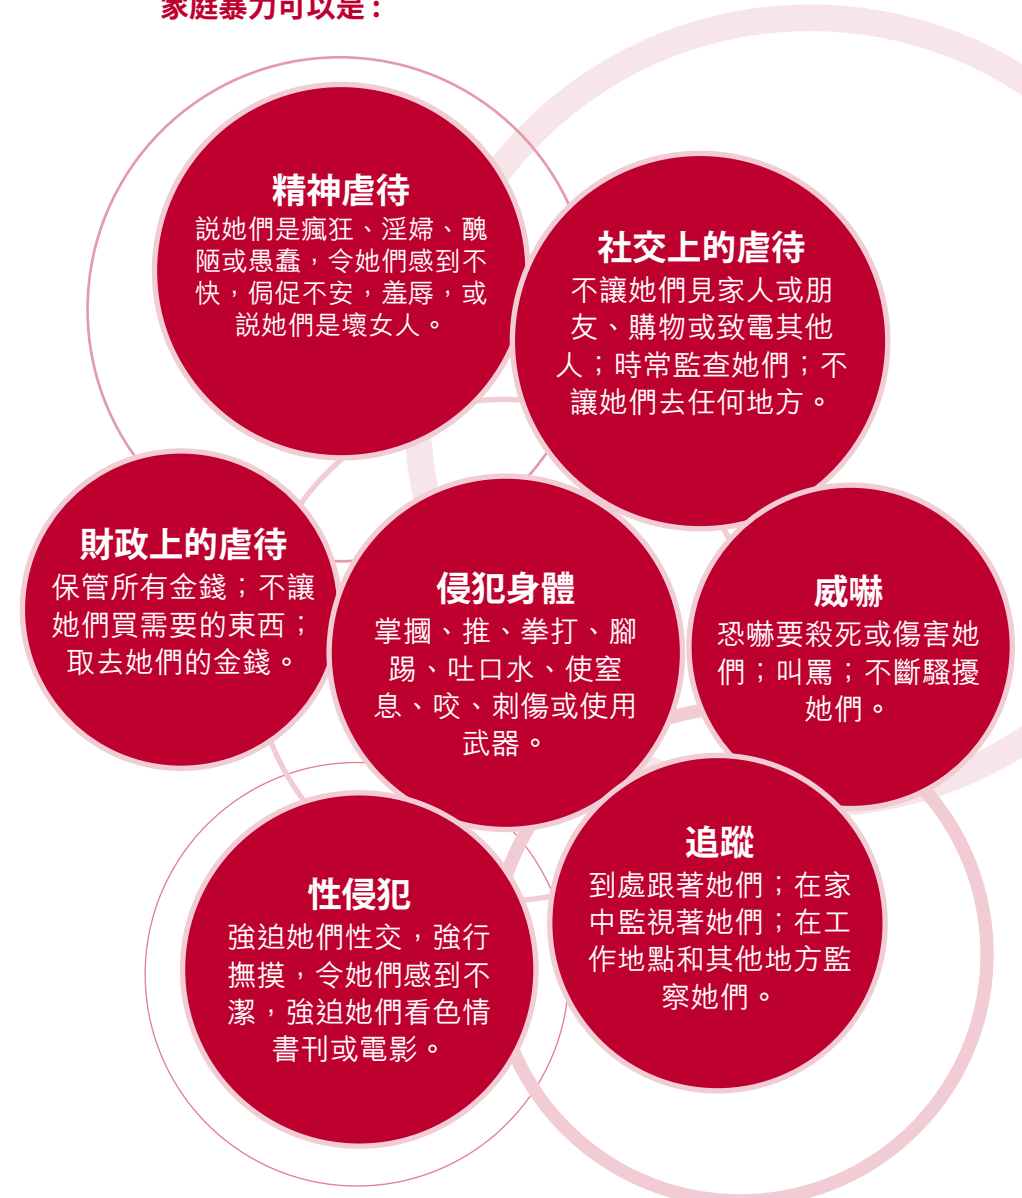 家庭暴力可以是：
精神虐待
説她們是瘋狂、淫婦、醜
陋或愚蠢，令她們感到不
快，侷促不安，羞辱，或
説她們是壞女人。
社交上的虐待
不讓她們見家人或朋
友、購物或致電其他
人；時常監查她們；不
讓她們去任何地方。
財政上的虐待
保管所有金錢；不讓
她們買需要的東西；
取去她們的金錢。
侵犯身體
掌摑、推、拳打、腳
踢、吐口水、使窒
息、咬、刺傷或使用
武器。
威嚇
恐嚇要殺死或傷害她
們；叫罵；不斷騷擾
她們。
性侵犯
強迫她們性交，強行
撫摸，令她們感到不
潔，強迫她們看色情
書刊或電影。
追蹤
到處跟著她們；在家
中監視著她們；在工
作地點和其他地方監
察她們。